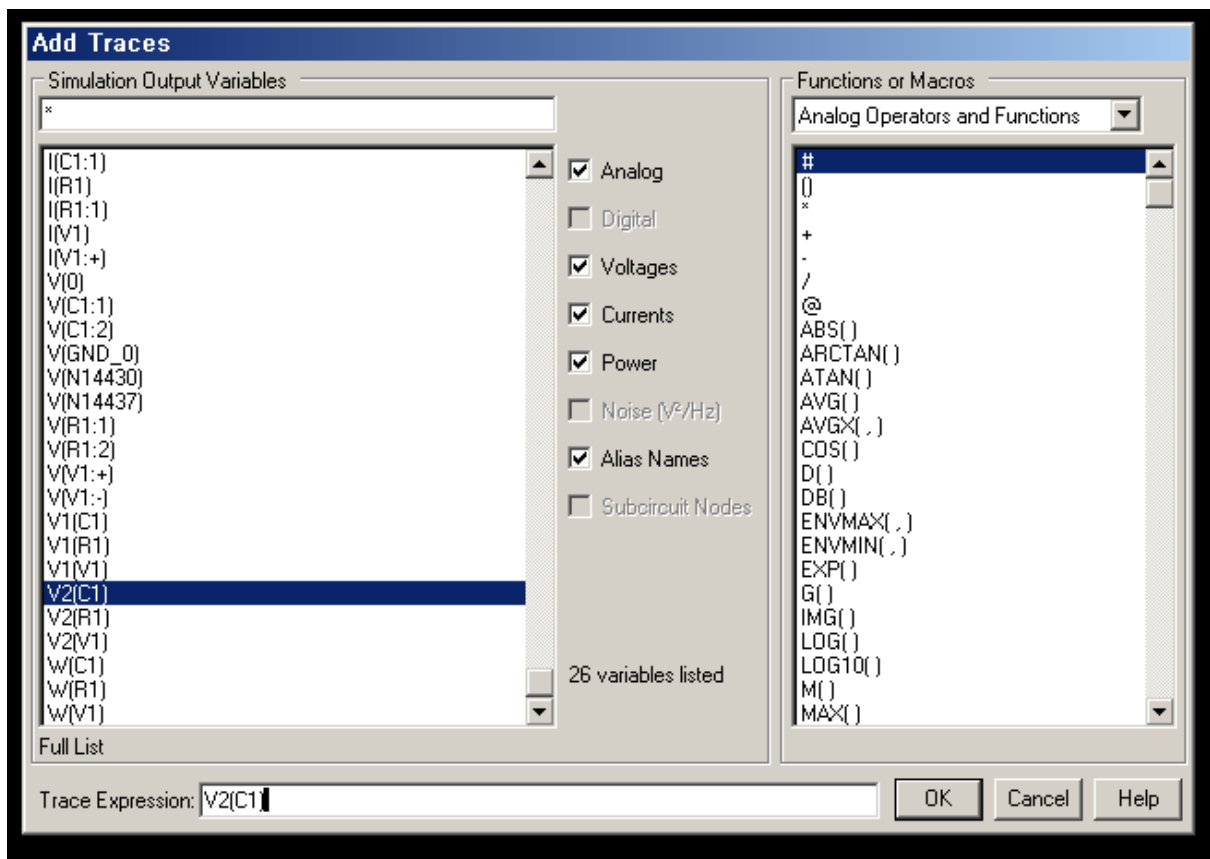 Add Traces
Simulation Output Variables
*
I(C1:1)
I(R1)
I(R1:1)
I(V1)
I(V1:+)
V(0)
V(C1:1)
V(C1:2)
V(GND_0)
V(N14430)
V(N14437)
V(R1:1)
V(R1:2)
V(V1:+)
V(V1:-)
V1(C1)
V1(R1)
V1(V1)
V2(C1)
V2(R1)
V2(V1)
W(C1)
W(R1)
W(V1)
Full List
Analog
Digital
Voltages
Currents
Power
Noise (V²/Hz)
Alias Names
Subcircuit Nodes
26 variables listed
Functions or Macros
Analog Operators and Functions
#
()
*
+
-
/
@
ABS( )
ARCTAN( )
ATAN( )
AVG( )
AVGX( , )
COS( )
D( )
DB( )
ENVMAX( , )
ENVMIN( , )
EXP( )
G( )
IMG( )
LOG( )
LOG10( )
M( )
MAX( )
Trace Expression: V2(C1)
OK
Cancel
Help